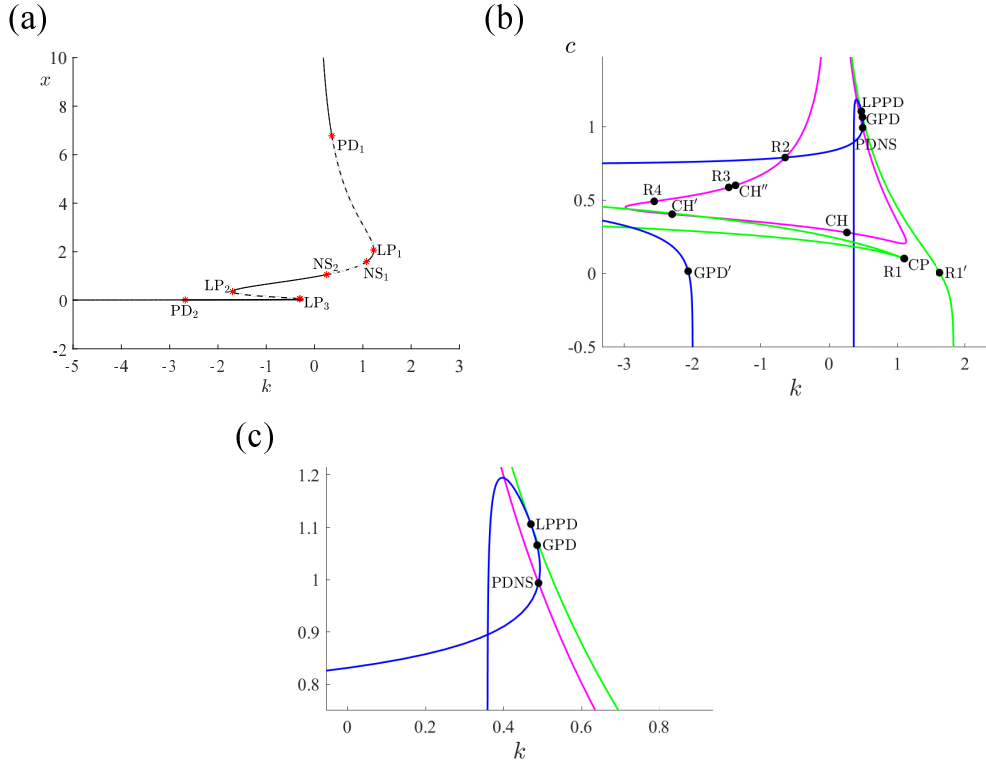 (a)
10
x
8
6
4
2
0
-2
-5
-4
-3
-2
-1
0
1
2
3
k
PD₁
LP₁
NS₁
NS₂
LP₂
LP₃
PD₂
(b)
c
1
0.5
0
-0.5
-3
-2
-1
0
1
2
k
LPPD
GPD
PDNS
R2
R3
CH″
R4
CH′
CH
R1
CP
R1′
GPD′
(c)
1.2
1.1
1
0.9
0.8
0
0.2
0.4
0.6
0.8
k
LPPD
GPD
PDNS